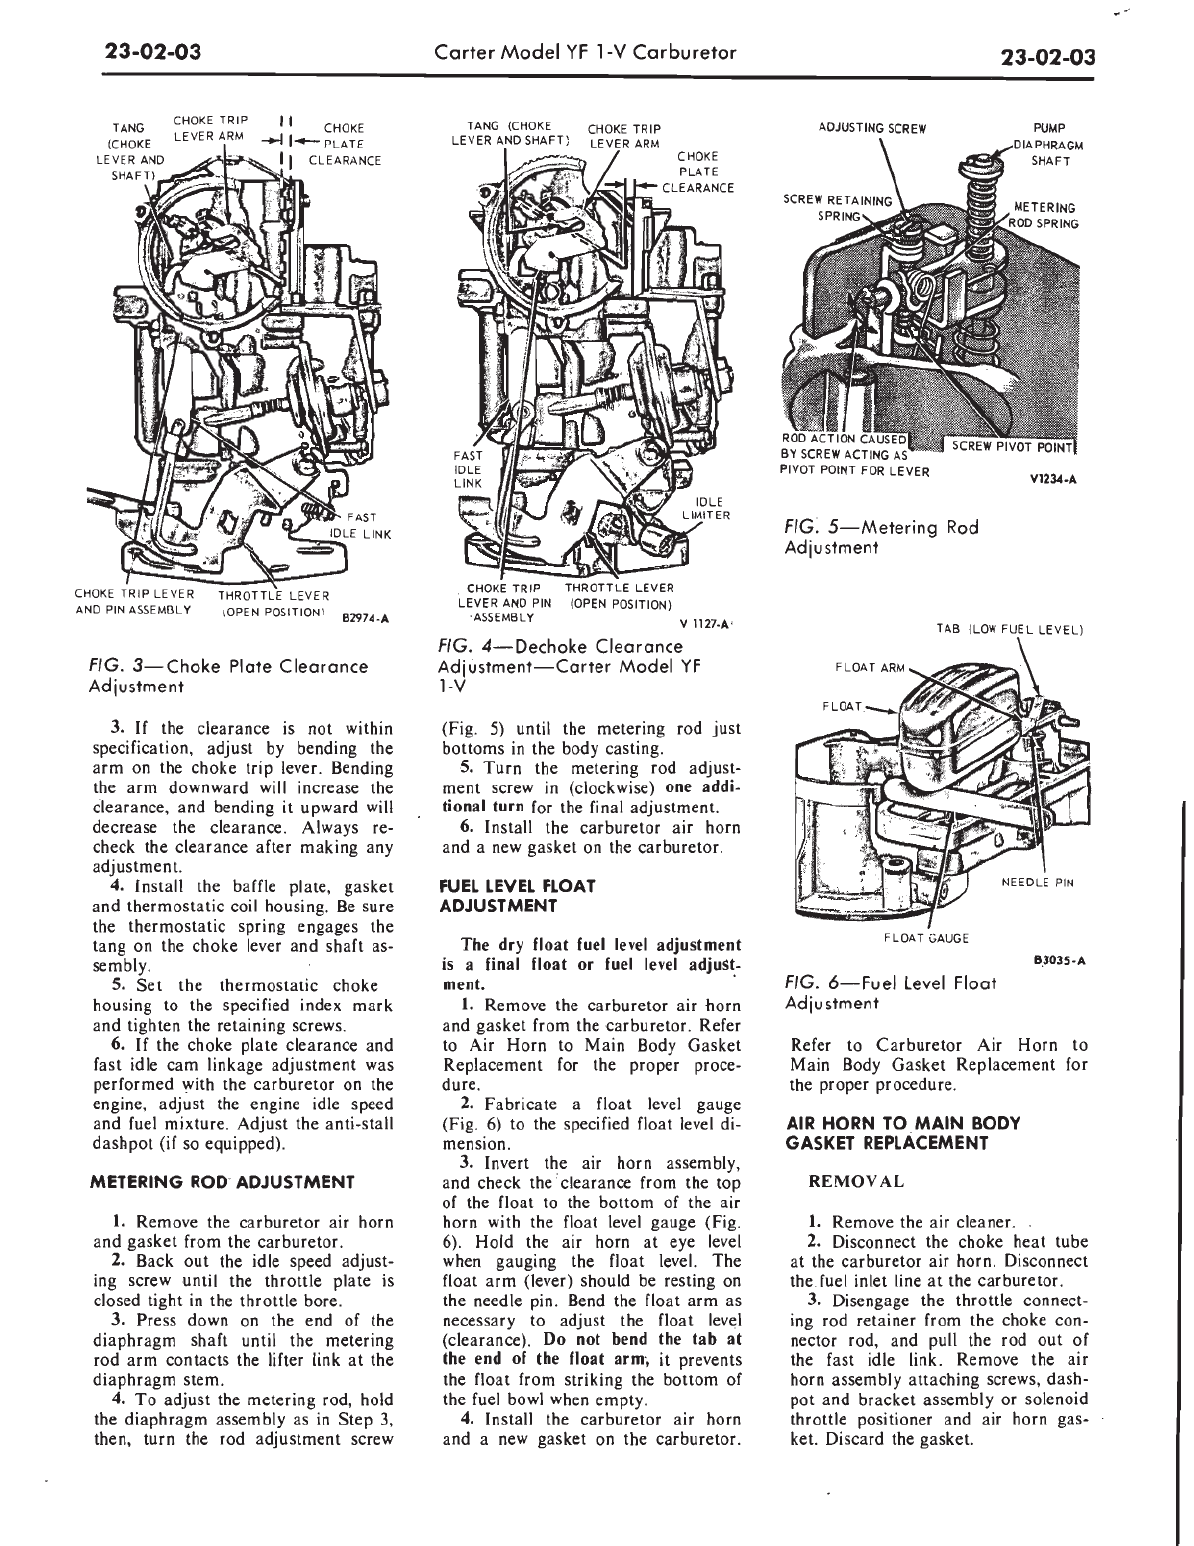 23-02-03
Carter Model YF 1-V Carburetor
23-02-03
TANG
(CHOKE
LEVER AND
SHAFT)
CHOKE TRIP
LEVER ARM
CHOKE
PLATE
CLEARANCE
FAST
IDLE LINK
CHOKE TRIP LEVER
AND PIN ASSEMBLY
THROTTLE LEVER
(OPEN POSITION)
B2974-A
FIG. 3—Choke Plate Clearance
Adjustment
3. If the clearance is not within
specification, adjust by bending the
arm on the choke trip lever. Bending
the arm downward will increase the
clearance, and bending it upward will
decrease the clearance. Always re-
check the clearance after making any
adjustment.
4. Install the baffle plate, gasket
and thermostatic coil housing. Be sure
the thermostatic spring engages the
tang on the choke lever and shaft as-
sembly.
5. Set the thermostatic choke
housing to the specified index mark
and tighten the retaining screws.
6. If the choke plate clearance and
fast idle cam linkage adjustment was
performed with the carburetor on the
engine, adjust the engine idle speed
and fuel mixture. Adjust the anti-stall
dashpot (if so equipped).
METERING ROD ADJUSTMENT
1. Remove the carburetor air horn
and gasket from the carburetor.
2. Back out the idle speed adjust-
ing screw until the throttle plate is
closed tight in the throttle bore.
3. Press down on the end of the
diaphragm shaft until the metering
rod arm contacts the lifter link at the
diaphragm stem.
4. To adjust the metering rod, hold
the diaphragm assembly as in Step 3,
then, turn the rod adjustment screw
TANG (CHOKE
LEVER AND SHAFT)
CHOKE TRIP
LEVER ARM
CHOKE
PLATE
CLEARANCE
FAST
IDLE
LINK
IDLE
LIMITER
CHOKE TRIP
LEVER AND PIN
ASSEMBLY
THROTTLE LEVER
(OPEN POSITION)
V 1127-A
FIG. 4—Dechoke Clearance
Adjustment—Carter Model YF
1-V
(Fig. 5) until the metering rod just
bottoms in the body casting.
5. Turn the metering rod adjust-
ment screw in (clockwise) one addi-
tional turn for the final adjustment.
6. Install the carburetor air horn
and a new gasket on the carburetor.
FUEL LEVEL FLOAT
ADJUSTMENT
The dry float fuel level adjustment
is a final float or fuel level adjust-
ment.
1. Remove the carburetor air horn
and gasket from the carburetor. Refer
to Air Horn to Main Body Gasket
Replacement for the proper proce-
dure.
2. Fabricate a float level gauge
(Fig. 6) to the specified float level di-
mension.
3. Invert the air horn assembly,
and check the clearance from the top
of the float to the bottom of the air
horn with the float level gauge (Fig.
6). Hold the air horn at eye level
when gauging the float level. The
float arm (lever) should be resting on
the needle pin. Bend the float arm as
necessary to adjust the float level
(clearance). Do not bend the tab at
the end of the float arm, it prevents
the float from striking the bottom of
the fuel bowl when empty.
4. Install the carburetor air horn
and a new gasket on the carburetor.
ADJUSTING SCREW
PUMP
DIAPHRAGM
SHAFT
SCREW RETAINING
SPRING
METERING
ROD SPRING
ROD ACTION CAUSED
BY SCREW ACTING AS
PIVOT POINT FOR LEVER
SCREW PIVOT POINT
V1234-A
FIG. 5—Metering Rod
Adjustment
TAB (LOW FUEL LEVEL)
FLOAT ARM
FLOAT
NEEDLE PIN
FLOAT GAUGE
B3035-A
FIG. 6—Fuel Level Float
Adjustment
Refer to Carburetor Air Horn to
Main Body Gasket Replacement for
the proper procedure.
AIR HORN TO MAIN BODY
GASKET REPLACEMENT
REMOVAL
1. Remove the air cleaner.
2. Disconnect the choke heat tube
at the carburetor air horn. Disconnect
the fuel inlet line at the carburetor.
3. Disengage the throttle connect-
ing rod retainer from the choke con-
nector rod, and pull the rod out of
the fast idle link. Remove the air
horn assembly attaching screws, dash-
pot and bracket assembly or solenoid
throttle positioner and air horn gas-
ket. Discard the gasket.